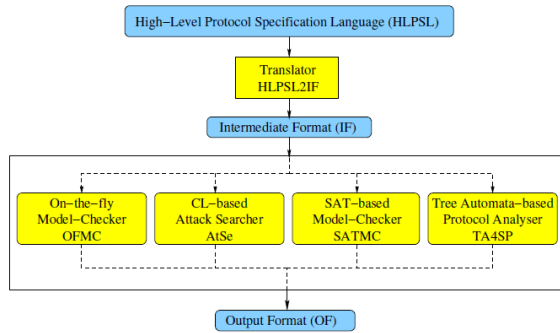 High−Level Protocol Specification Language (HLPSL)
Translator
HLPSL2IF
Intermediate Format (IF)
On−the−fly
Model−Checker
OFMC
CL−based
Attack Searcher
AtSe
SAT−based
Model−Checker
SATMC
Tree Automata−based
Protocol Analyser
TA4SP
Output Format (OF)